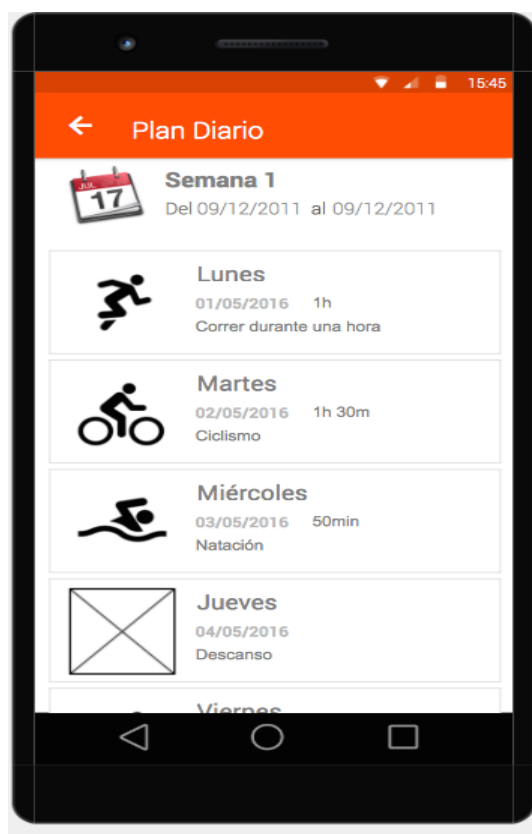 15:45
Plan Diario
JUL
17
Semana 1
Del 09/12/2011 al 09/12/2011
Lunes
01/05/2016 1h
Correr durante una hora
Martes
02/05/2016 1h 30m
Ciclismo
Miércoles
03/05/2016 50min
Natación
Jueves
04/05/2016
Descanso
Viernes